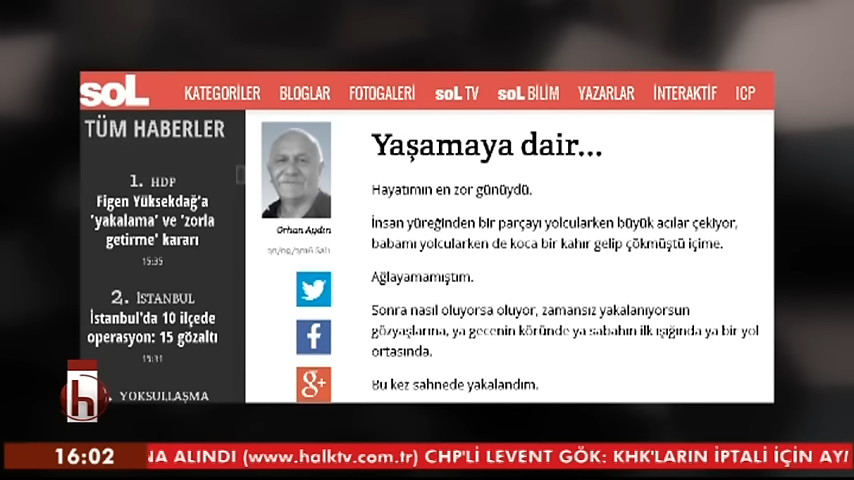 soL
KATEGORİLER BLOGLAR FOTOGALERİ soL TV soL BİLİM YAZARLAR İNTERAKTİF ICP
TÜM HABERLER
1. HDP
Figen Yüksekdağ'a
'yakalama' ve 'zorla
getirme' kararı
15:35
2. İSTANBUL
İstanbul'da 10 ilçede
operasyon: 15 gözaltı
15:31
YOKSULLAŞMA
Orhan Aydın
Salı
Yaşamaya dair...
Hayatımın en zor günüydü.
İnsan yüreğinden bir parçayı yolcularken büyük acılar çekiyor,
babamı yolcularken de koca bir kahır gelip çökmüştü içime.
Ağlayamamıştım.
Sonra nasıl oluyorsa oluyor, zamansız yakalanıyorsun
gözyaşlarına, ya gecenin köründe ya sabahın ilk ışığında ya bir yol
ortasında.
Bu kez sahnede yakalandım.
f
g+
h
16:02 NA ALINDI (www.halktv.com.tr) CHP'Lİ LEVENT GÖK: KHK'LARIN İPTALİ İÇİN